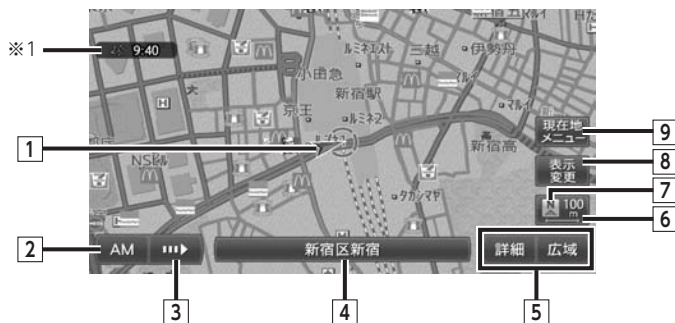 ※1
9:40
マルイ
ルミネエスト
三越
伊勢丹
小田急
新宿駅
マルイ
京王
ルミネ2
ルミネ1
新宿高
NSビル
タカシマヤ
現在地
メニュー
表示
変更
N
100
m
AM
新宿区新宿
詳細
広域
1
2
3
4
5
6
7
8
9